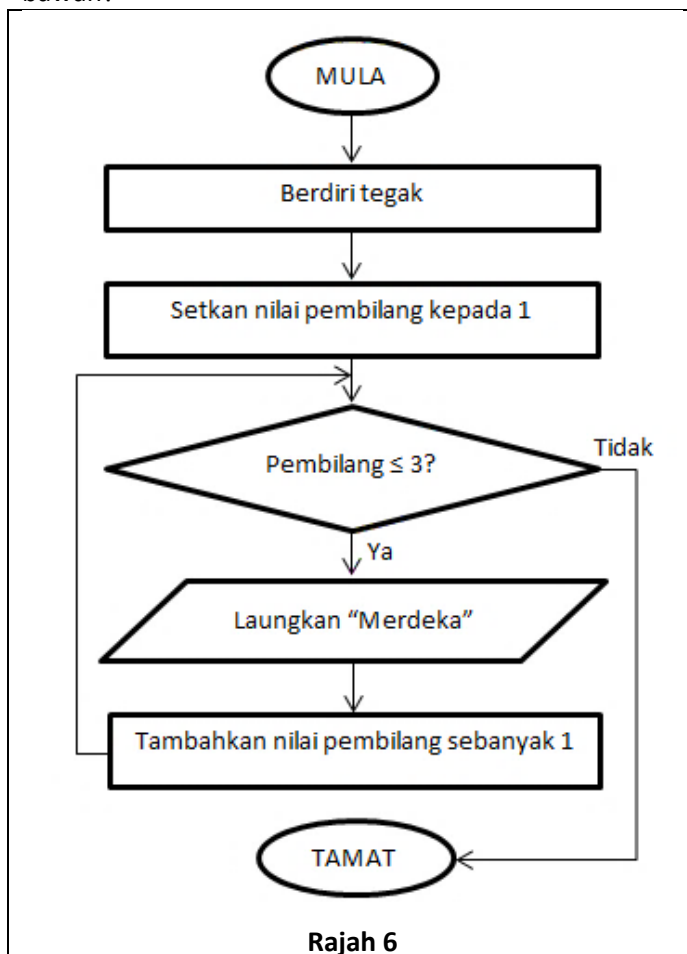 MULA
Berdiri tegak
Setkan nilai pembilang kepada 1
Pembilang ≤ 3?
Tidak
Ya
Laungkan “Merdeka”
Tambahkan nilai pembilang sebanyak 1
TAMAT
Rajah 6